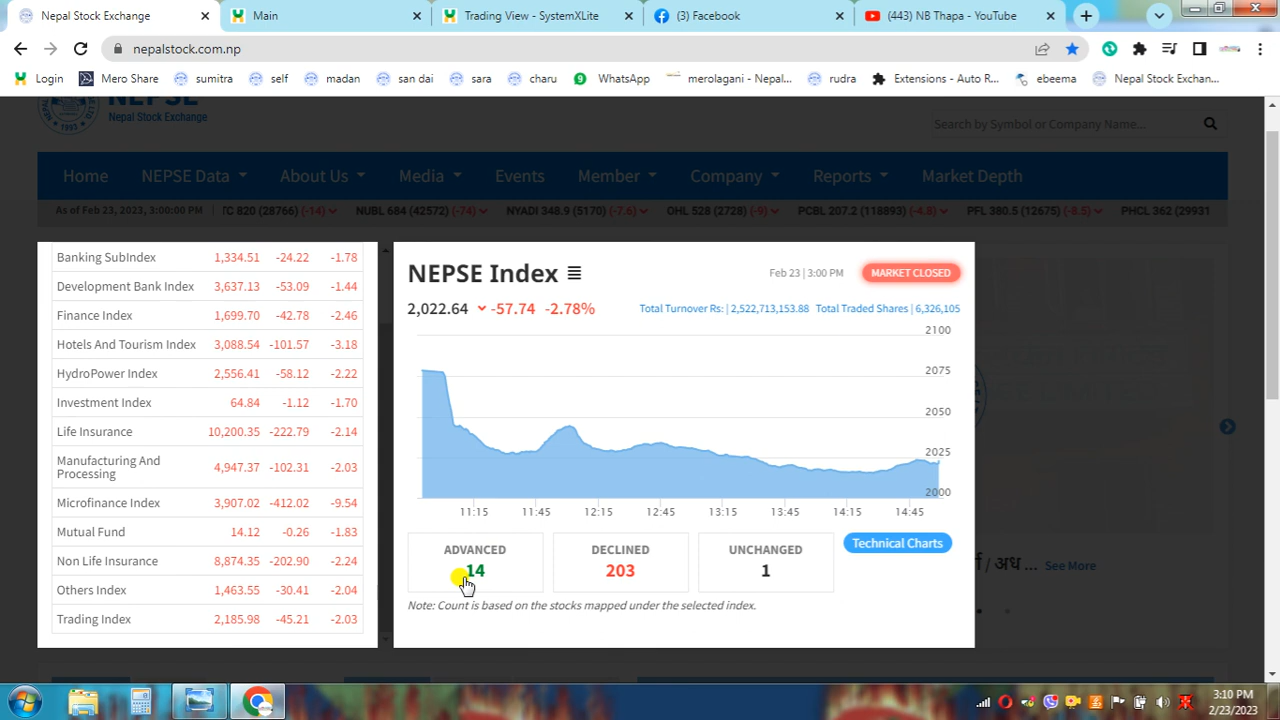 Nepal Stock Exchange
Main
Trading View - SystemXLite
(3) Facebook
(443) NB Thapa - YouTube
nepalstock.com.np
Login
Mero Share
sumitra
self
madan
san dai
sara
charu
WhatsApp
merolagani - Nepal...
rudra
Extensions - Auto R...
ebeema
Nepal Stock Exchan...
NEPSE
Nepal Stock Exchange
1993
Search by Symbol or Company Name...
Home NEPSE Data About Us Media Events Member Company Reports Market Depth
As of Feb 23, 2023, 3:00:00 PM TC 820 (28766) (-14) NUBL 684 (42572) (-74) NYADI 348.9 (5170) (-7.6) OHL 528 (2728) (-9) PCBL 207.2 (118893) (-4.8) PFL 380.5 (12675) (-8.5) PHCL 362 (29931
Banking SubIndex 1,334.51 -24.22 -1.78
Development Bank Index 3,637.13 -53.09 -1.44
Finance Index 1,699.70 -42.78 -2.46
Hotels And Tourism Index 3,088.54 -101.57 -3.18
HydroPower Index 2,556.41 -58.12 -2.22
Investment Index 64.84 -1.12 -1.70
Life Insurance 10,200.35 -222.79 -2.14
Manufacturing And
Processing 4,947.37 -102.31 -2.03
Microfinance Index 3,907.02 -412.02 -9.54
Mutual Fund 14.12 -0.26 -1.83
Non Life Insurance 8,874.35 -202.90 -2.24
Others Index 1,463.55 -30.41 -2.04
Trading Index 2,185.98 -45.21 -2.03
NEPSE Index
Feb 23 | 3:00 PM
MARKET CLOSED
2,022.64 -57.74 -2.78%
Total Turnover Rs: | 2,522,713,153.88 Total Traded Shares | 6,326,105
2100
2075
2050
2025
2000
11:15 11:45 12:15 12:45 13:15 13:45 14:15 14:45
ADVANCED
14
DECLINED
203
UNCHANGED
1
Technical Charts
Note: Count is based on the stocks mapped under the selected index.
/ अध ... See More
3:10 PM
2/23/2023